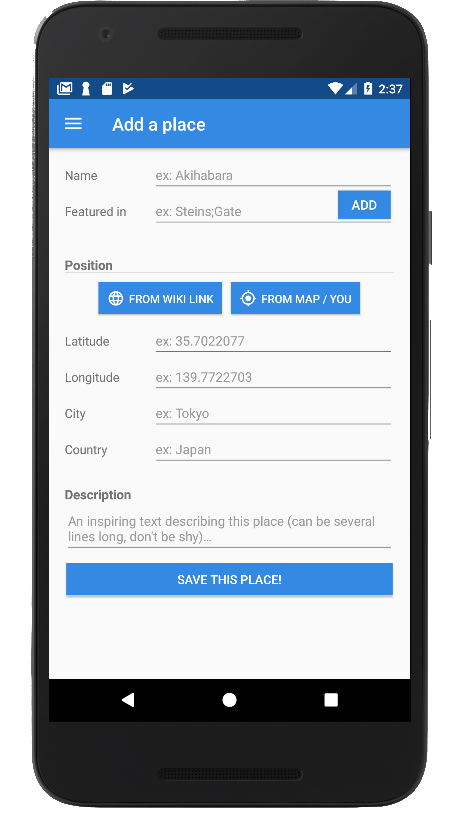 2:37
Add a place
Name ex: Akihabara
Featured in ex: Steins;Gate ADD
Position
FROM WIKI LINK FROM MAP / YOU
Latitude ex: 35.7022077
Longitude ex: 139.7722703
City ex: Tokyo
Country ex: Japan
Description
An inspiring text describing this place (can be several
lines long, don't be shy)...
SAVE THIS PLACE!